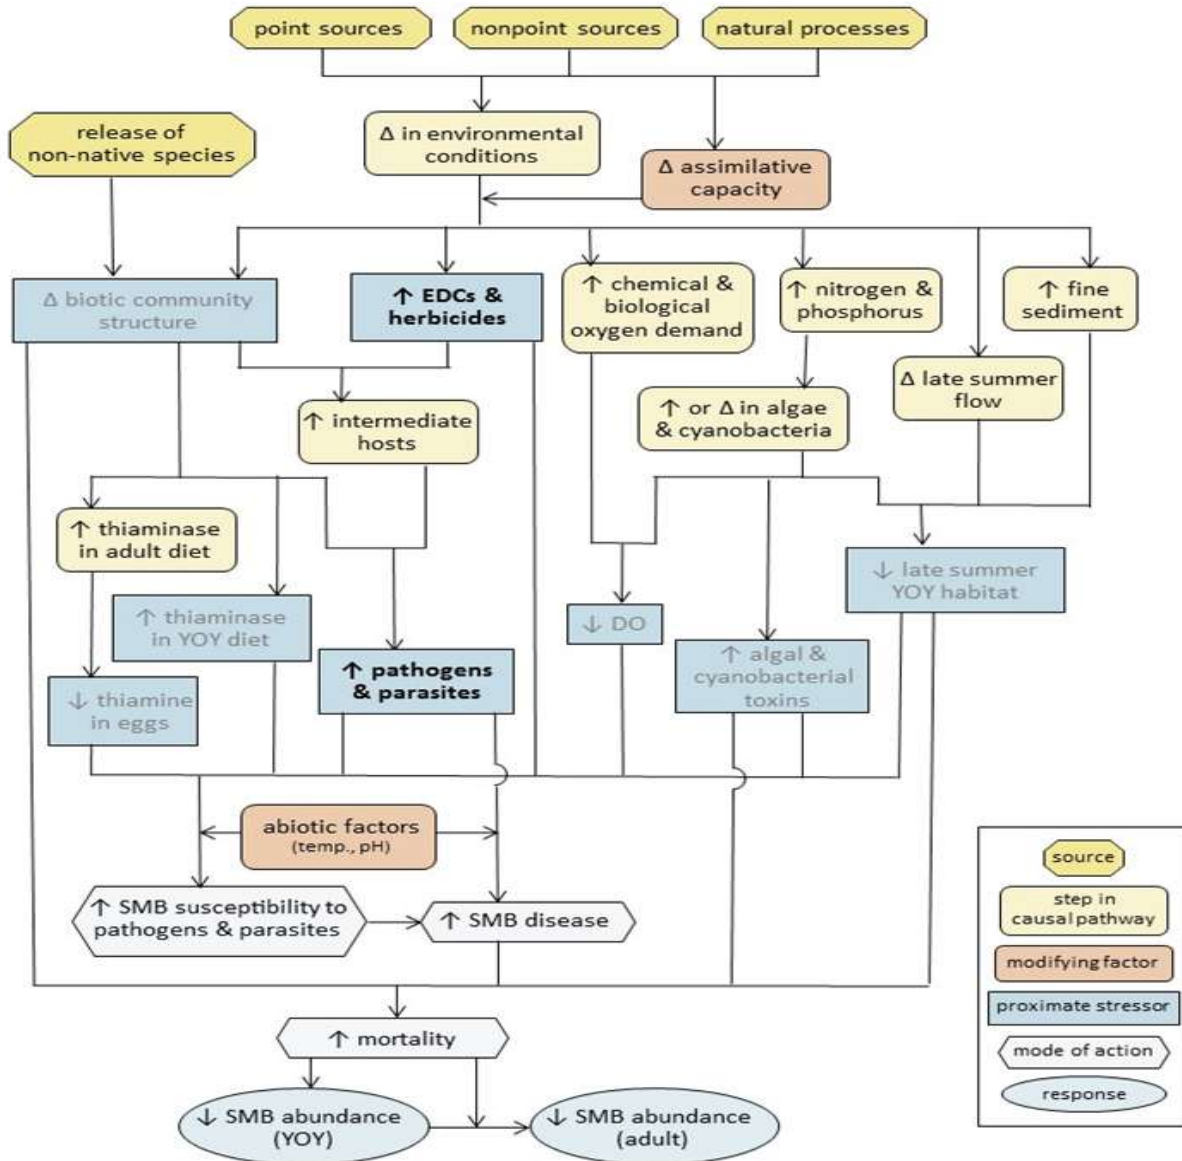 point sources
nonpoint sources
natural processes
release of
non-native species
Δ in environmental
conditions
Δ assimilative
capacity
Δ biotic community
structure
↑ EDCs &
herbicides
↑ chemical &
biological
oxygen demand
↑ nitrogen &
phosphorus
↑ fine
sediment
Δ late summer
flow
↑ or Δ in algae
& cyanobacteria
↑ intermediate
hosts
↑ thiaminase
in adult diet
↑ thiaminase
in YOY diet
↓ late summer
YOY habitat
↓ DO
↑ pathogens
& parasites
↑ algal &
cyanobacterial
toxins
↓ thiamine
in eggs
abiotic factors
(temp., pH)
↑ SMB susceptibility to
pathogens & parasites
↑ SMB disease
↑ mortality
↓ SMB abundance
(YOY)
↓ SMB abundance
(adult)
source
step in
causal pathway
modifying factor
proximate stressor
mode of action
response